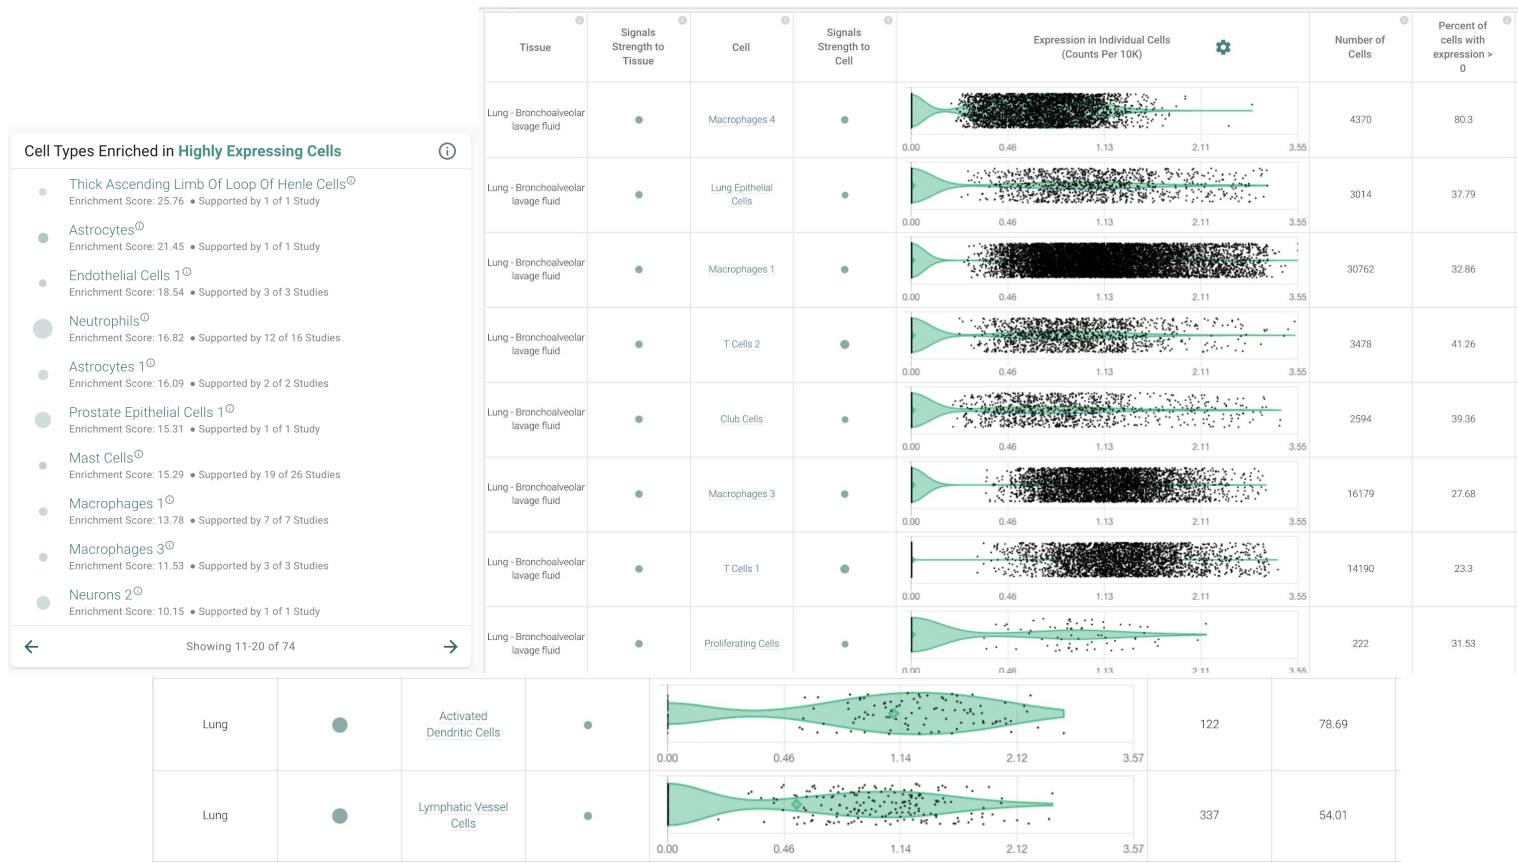 Cell Types Enriched in Highly Expressing Cells
Thick Ascending Limb Of Loop Of Henle Cells
Enrichment Score: 25.76 ● Supported by 1 of 1 Study
Astrocytes
Enrichment Score: 21.45 ● Supported by 1 of 1 Study
Endothelial Cells 1
Enrichment Score: 18.54 ● Supported by 3 of 3 Studies
Neutrophils
Enrichment Score: 16.82 ● Supported by 12 of 16 Studies
Astrocytes 1
Enrichment Score: 16.09 ● Supported by 2 of 2 Studies
Prostate Epithelial Cells 1
Enrichment Score: 15.31 ● Supported by 1 of 1 Study
Mast Cells
Enrichment Score: 15.29 ● Supported by 19 of 26 Studies
Macrophages 1
Enrichment Score: 13.78 ● Supported by 7 of 7 Studies
Macrophages 3
Enrichment Score: 11.53 ● Supported by 3 of 3 Studies
Neurons 2
Enrichment Score: 10.15 ● Supported by 1 of 1 Study
Showing 11-20 of 74
Tissue
Signals
Strength to
Tissue
Cell
Signals
Strength to
Cell
Expression in Individual Cells
(Counts Per 10K)
Number of
Cells
Percent of
cells with
expression >
0
Lung - Bronchoalveolar
lavage fluid
Macrophages 4
0.00 0.46 1.13 2.11 3.55
4370
80.3
Lung - Bronchoalveolar
lavage fluid
Lung Epithelial
Cells
0.00 0.46 1.13 2.11 3.55
3014
37.79
Lung - Bronchoalveolar
lavage fluid
Macrophages 1
0.00 0.46 1.13 2.11 3.55
30762
32.86
Lung - Bronchoalveolar
lavage fluid
T Cells 2
0.00 0.46 1.13 2.11 3.55
3478
41.26
Lung - Bronchoalveolar
lavage fluid
Club Cells
0.00 0.46 1.13 2.11 3.55
2594
39.36
Lung - Bronchoalveolar
lavage fluid
Macrophages 3
0.00 0.46 1.13 2.11 3.55
16179
27.68
Lung - Bronchoalveolar
lavage fluid
T Cells 1
0.00 0.46 1.13 2.11 3.55
14190
23.3
Lung - Bronchoalveolar
lavage fluid
Proliferating Cells
0.00 0.46 1.13 2.11 3.55
222
31.53
Lung
Activated
Dendritic Cells
0.00 0.46 1.14 2.12 3.57
122
78.69
Lung
Lymphatic Vessel
Cells
0.00 0.46 1.14 2.12 3.57
337
54.01